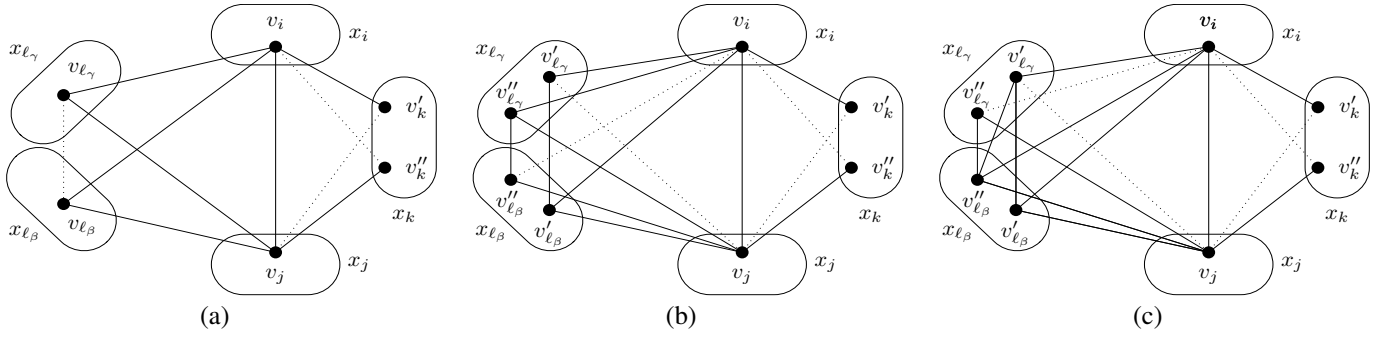 v_i
x_i
x_{ℓ_γ}
v_{ℓ_γ}
v'_k
v''_k
x_k
v_{ℓ_β}
x_{ℓ_β}
v_j
x_j
(a)
v_i
x_i
x_{ℓ_γ}
v'_{ℓ_γ}
v''_{ℓ_γ}
v'_k
v''_k
x_k
v''_{ℓ_β}
x_{ℓ_β}
v'_{ℓ_β}
v_j
x_j
(b)
v_i
x_i
x_{ℓ_γ}
v'_{ℓ_γ}
v''_{ℓ_γ}
v'_k
v''_k
x_k
v''_{ℓ_β}
x_{ℓ_β}
v'_{ℓ_β}
v_j
x_j
(c)